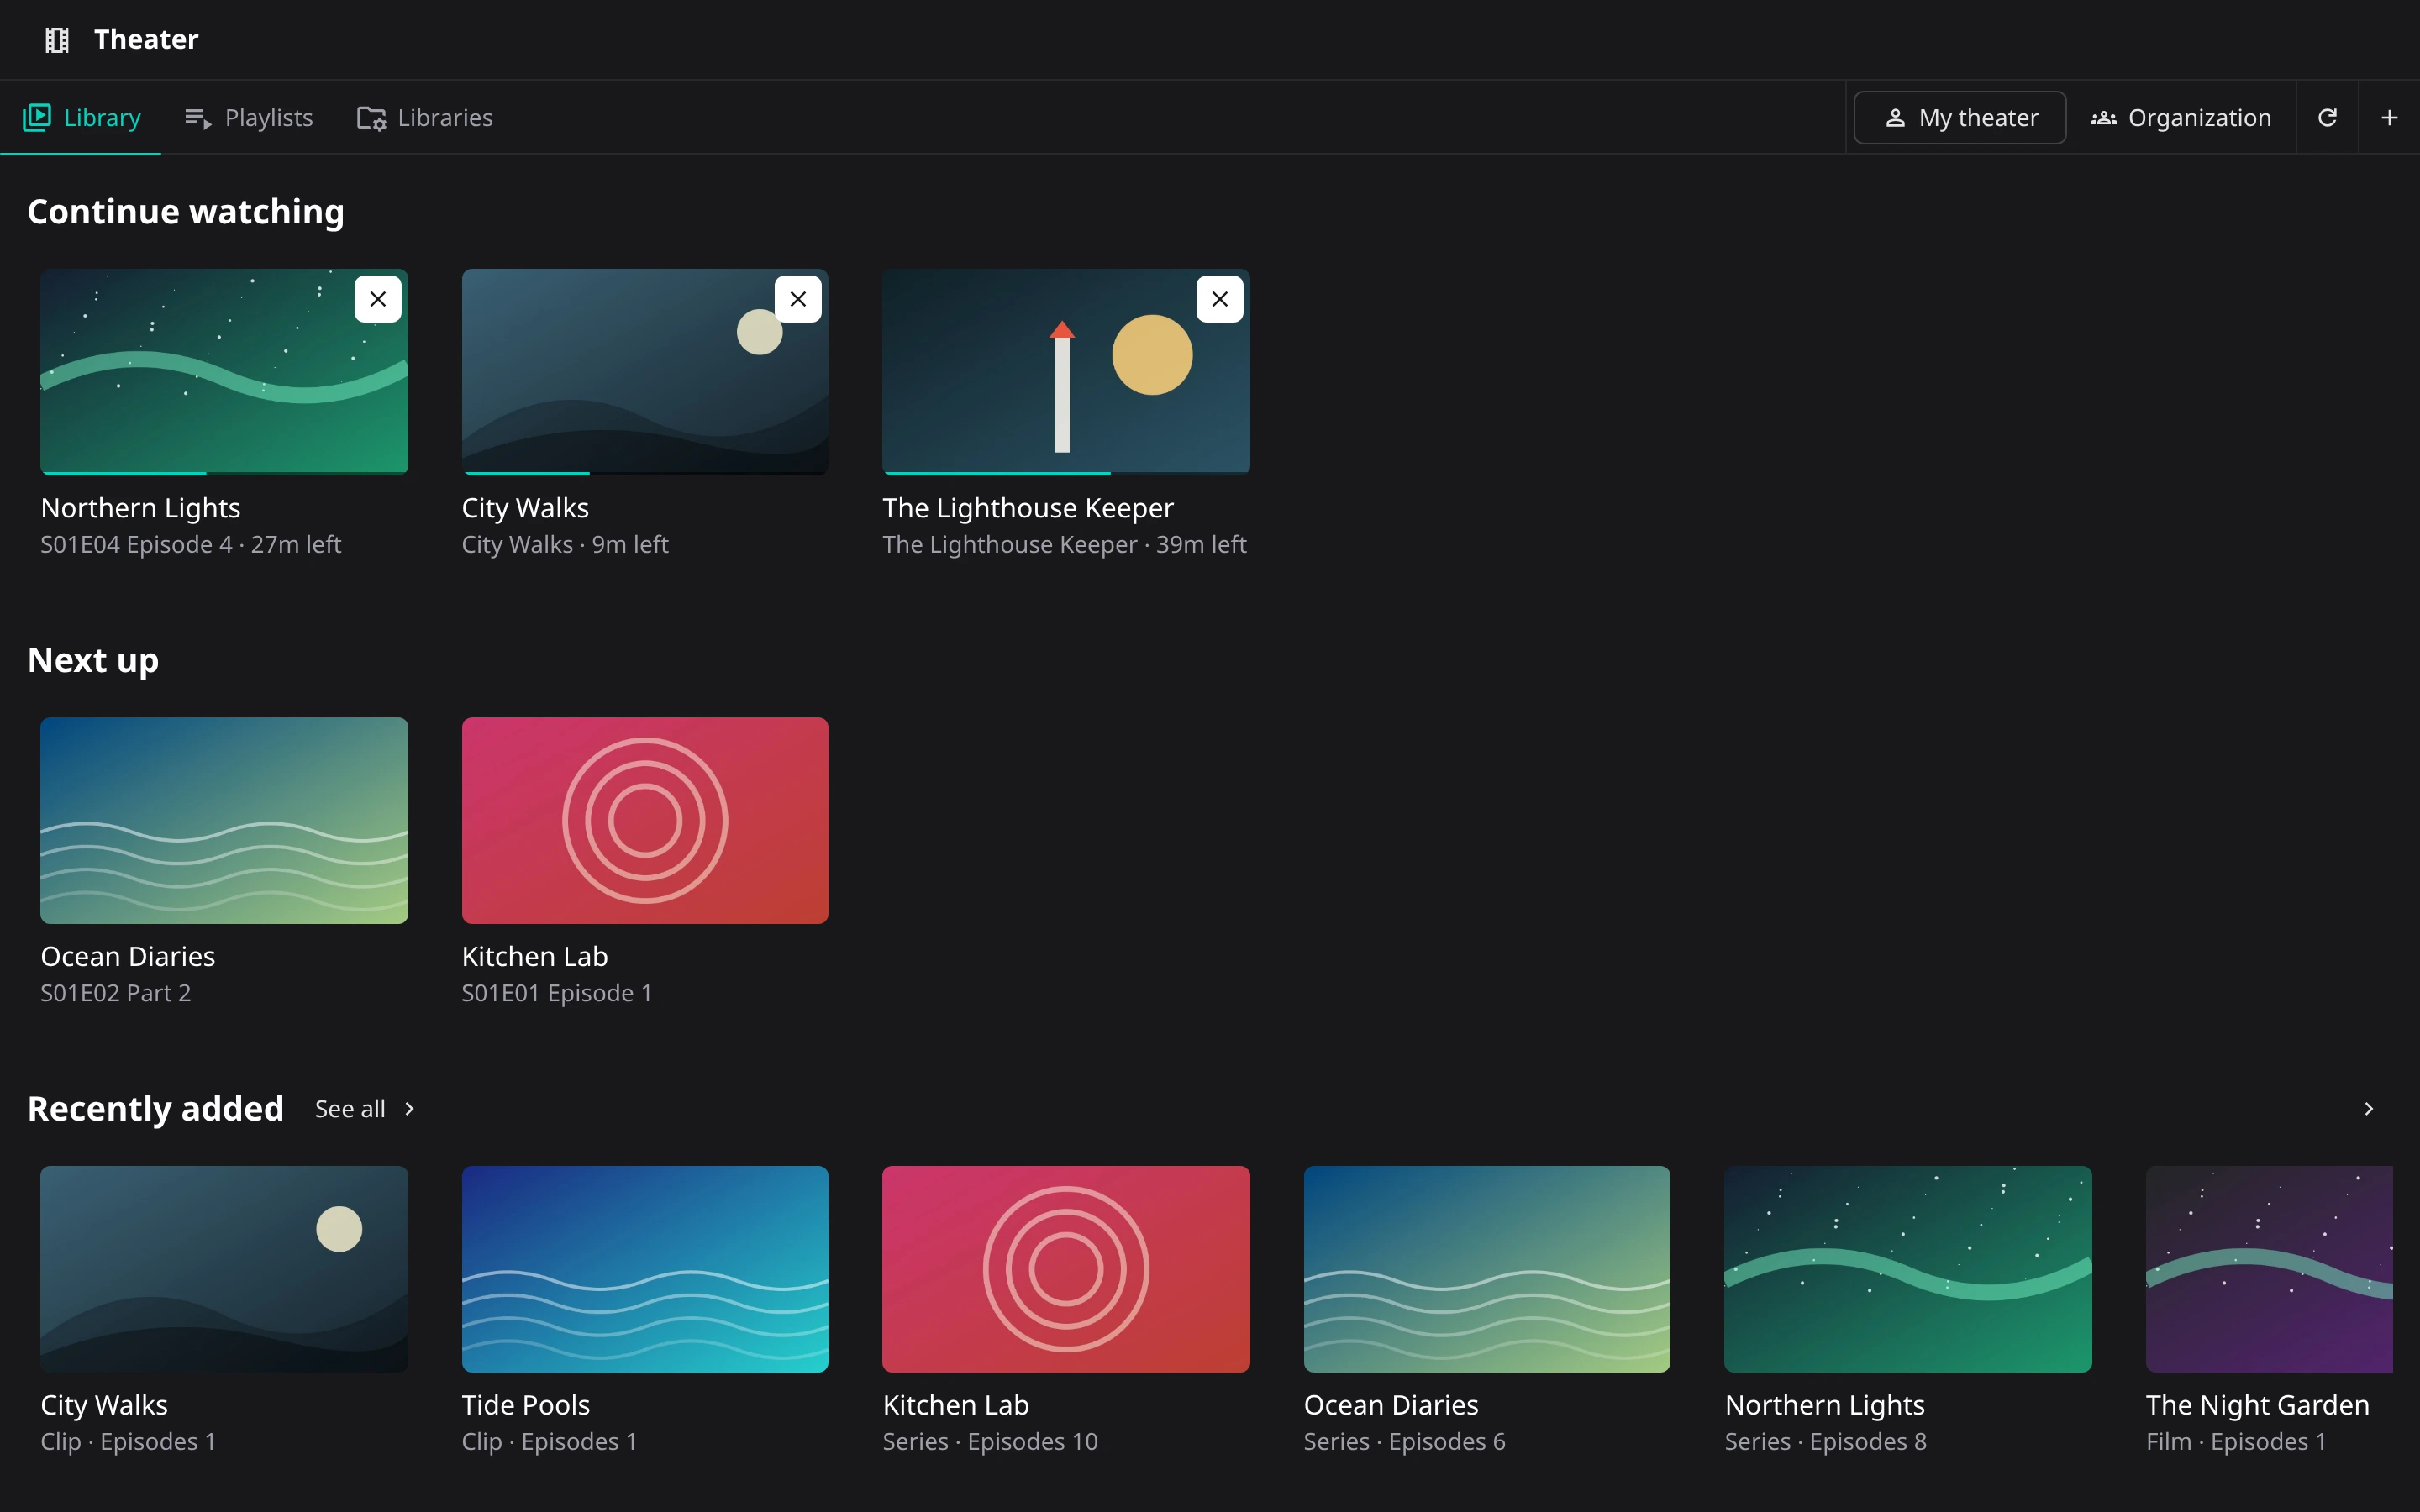 Theater
Library
Playlists
Libraries
My theater
Organization
Continue watching
Northern Lights
S01E04 Episode 4 · 27m left
City Walks
City Walks · 9m left
The Lighthouse Keeper
The Lighthouse Keeper · 39m left
Next up
Ocean Diaries
S01E02 Part 2
Kitchen Lab
S01E01 Episode 1
Recently added
See all
City Walks
Clip · Episodes 1
Tide Pools
Clip · Episodes 1
Kitchen Lab
Series · Episodes 10
Ocean Diaries
Series · Episodes 6
Northern Lights
Series · Episodes 8
The Night Garden
Film · Episodes 1